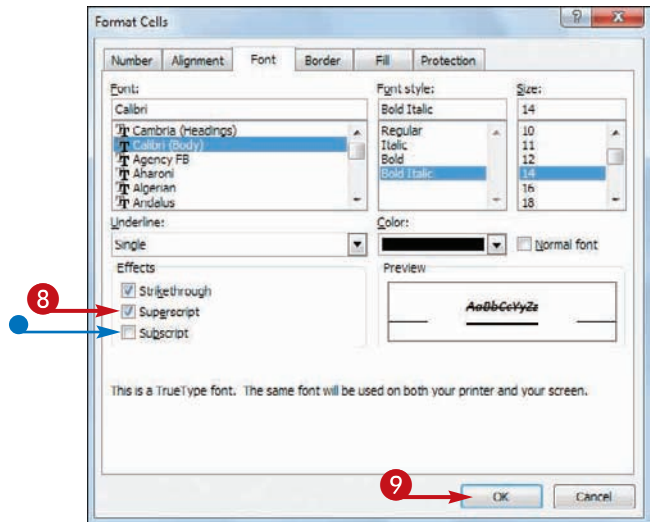 Format Cells
Number Alignment Font Border Fill Protection
Font: Font style: Size:
Calibri Bold Italic 14
Cambria (Headings) Regular 10
Calibri (Body) Italic 11
Agency FB Bold 12
Aharoni Bold Italic 14
Algerian 16
Andalus 18
Underline: Color:
Single Normal font
Effects Preview
Strikethrough
8 Superscript AaBbCcYyZz
Subscript
This is a TrueType font. The same font will be used on both your printer and your screen.
9 OK Cancel